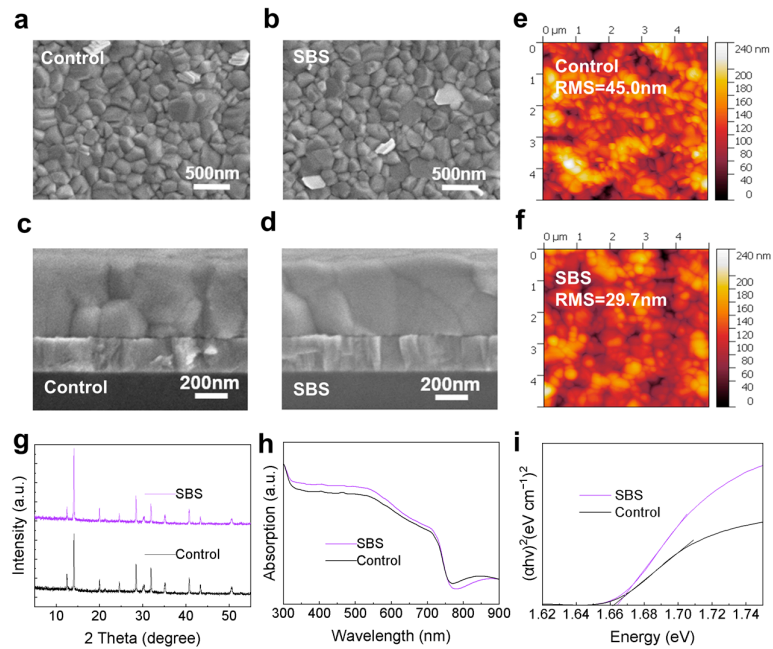 a
Control
500nm
b
SBS
500nm
c
Control
200nm
d
SBS
200nm
e
0 µm 1 2 3 4
0
1
2
3
4
Control
RMS=45.0nm
240 nm
200
180
160
140
120
100
80
60
40
0
f
0 µm 1 2 3 4
0
1
2
3
4
SBS
RMS=29.7nm
240 nm
200
180
160
140
120
100
80
60
40
0
g
Intensity (a.u.)
SBS
Control
10 20 30 40 50
2 Theta (degree)
h
Absorption (a.u.)
SBS
Control
300 400 500 600 700 800 900
Wavelength (nm)
i
(αhν)²(eV cm⁻¹)²
SBS
Control
1.62 1.64 1.66 1.68 1.70 1.72 1.74
Energy (eV)